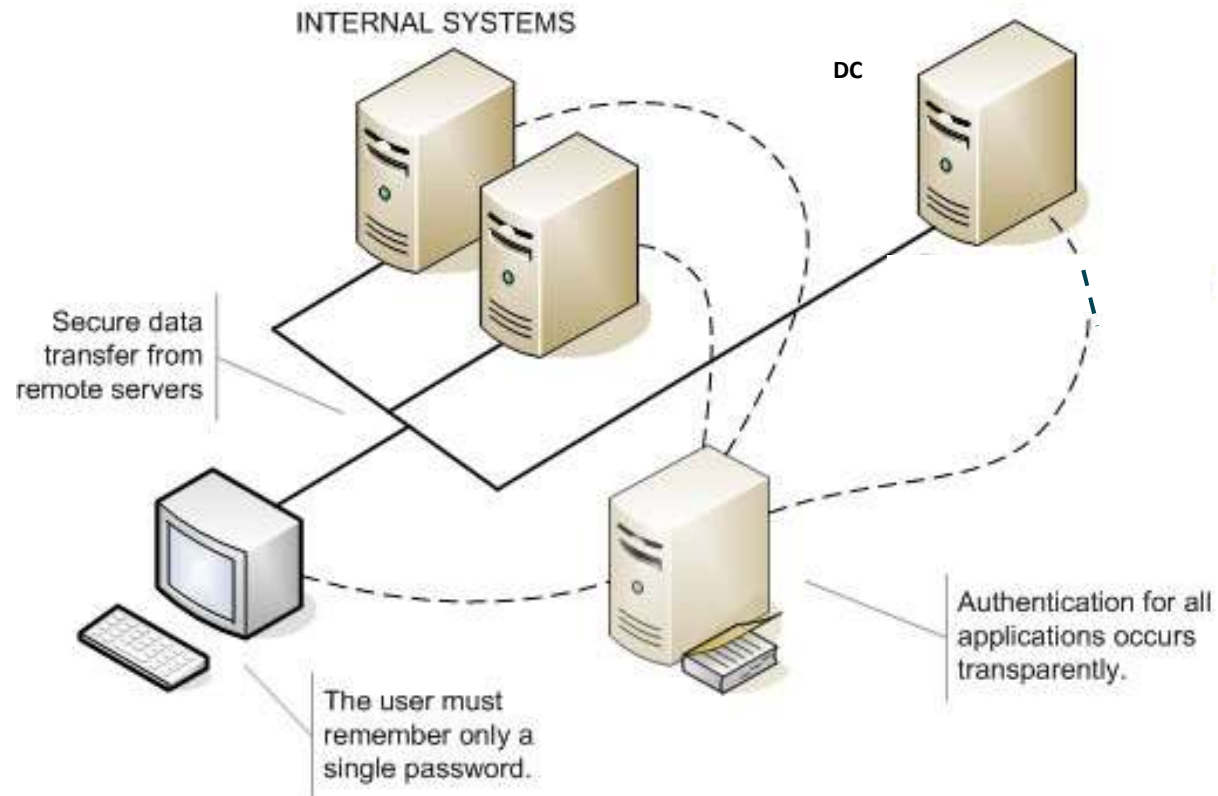 INTERNAL SYSTEMS
DC
Secure data
transfer from
remote servers
Authentication for all
applications occurs
transparently.
The user must
remember only a
single password.